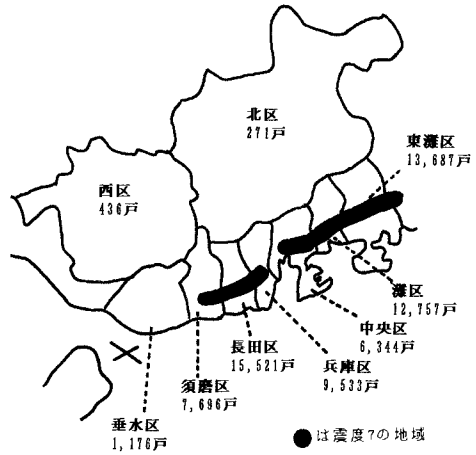 北区
271戸
東灘区
13,687戸
西区
436戸
灘区
12,757戸
中央区
6,344戸
長田区
15,521戸
兵庫区
9,533戸
須磨区
7,696戸
垂水区
1,176戸
は震度7の地域